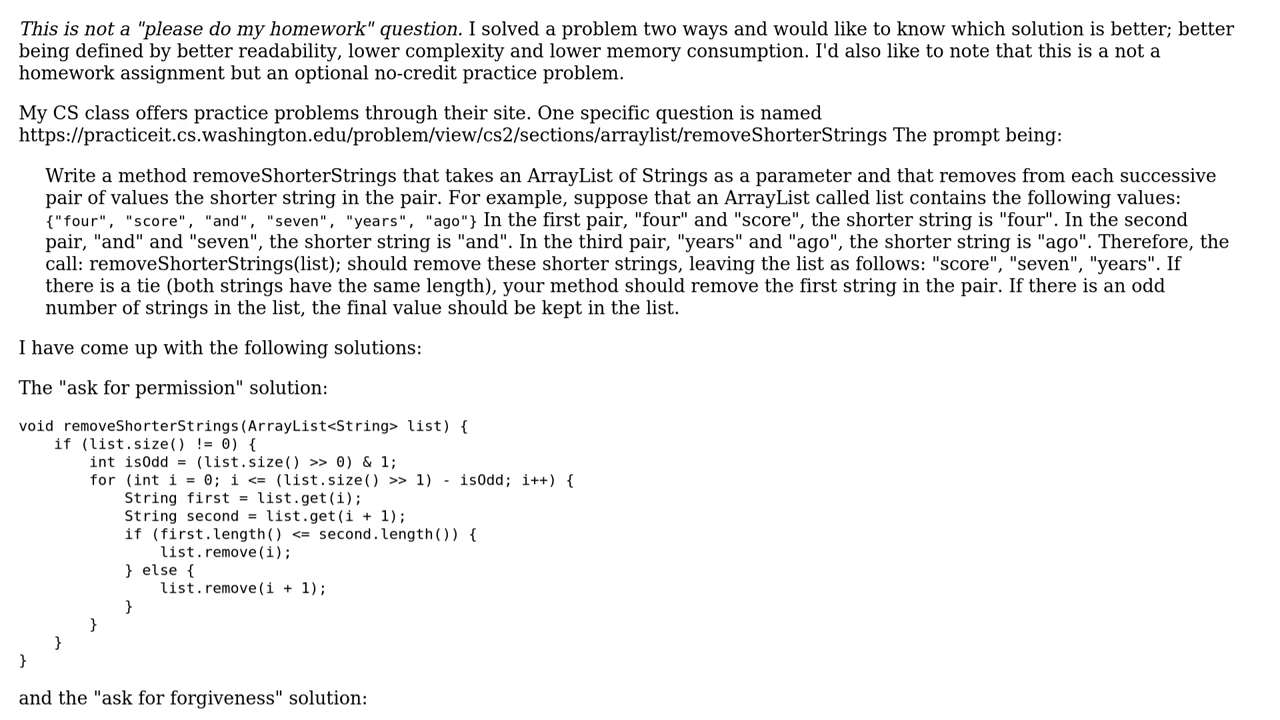 This is not a "please do my homework" question. I solved a problem two ways and would like to know which solution is better; better
being defined by better readability, lower complexity and lower memory consumption. I'd also like to note that this is a not a
homework assignment but an optional no-credit practice problem.
My CS class offers practice problems through their site. One specific question is named
https://practiceit.cs.washington.edu/problem/view/cs2/sections/arraylist/removeShorterStrings The prompt being:
Write a method removeShorterStrings that takes an ArrayList of Strings as a parameter and that removes from each successive
pair of values the shorter string in the pair. For example, suppose that an ArrayList called list contains the following values:
{"four", "score", "and", "seven", "years", "ago"} In the first pair, "four" and "score", the shorter string is "four". In the second
pair, "and" and "seven", the shorter string is "and". In the third pair, "years" and "ago", the shorter string is "ago". Therefore, the
call: removeShorterStrings(list); should remove these shorter strings, leaving the list as follows: "score", "seven", "years". If
there is a tie (both strings have the same length), your method should remove the first string in the pair. If there is an odd
number of strings in the list, the final value should be kept in the list.
I have come up with the following solutions:
The "ask for permission" solution:
void removeShorterStrings(ArrayList<String> list) {
    if (list.size() != 0) {
        int isOdd = (list.size() >> 0) & 1;
        for (int i = 0; i <= (list.size() >> 1) - isOdd; i++) {
            String first = list.get(i);
            String second = list.get(i + 1);
            if (first.length() <= second.length()) {
                list.remove(i);
            } else {
                list.remove(i + 1);
            }
        }
    }
}
and the "ask for forgiveness" solution: